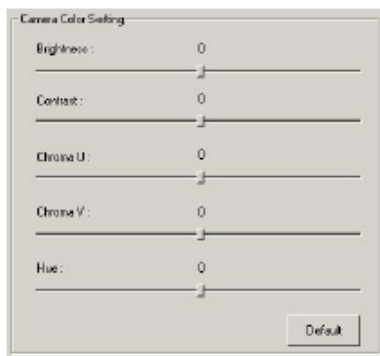 Camera Color Setting
Brightness : 0
Contrast : 0
Chroma U : 0
Chroma V : 0
Hue : 0
Default